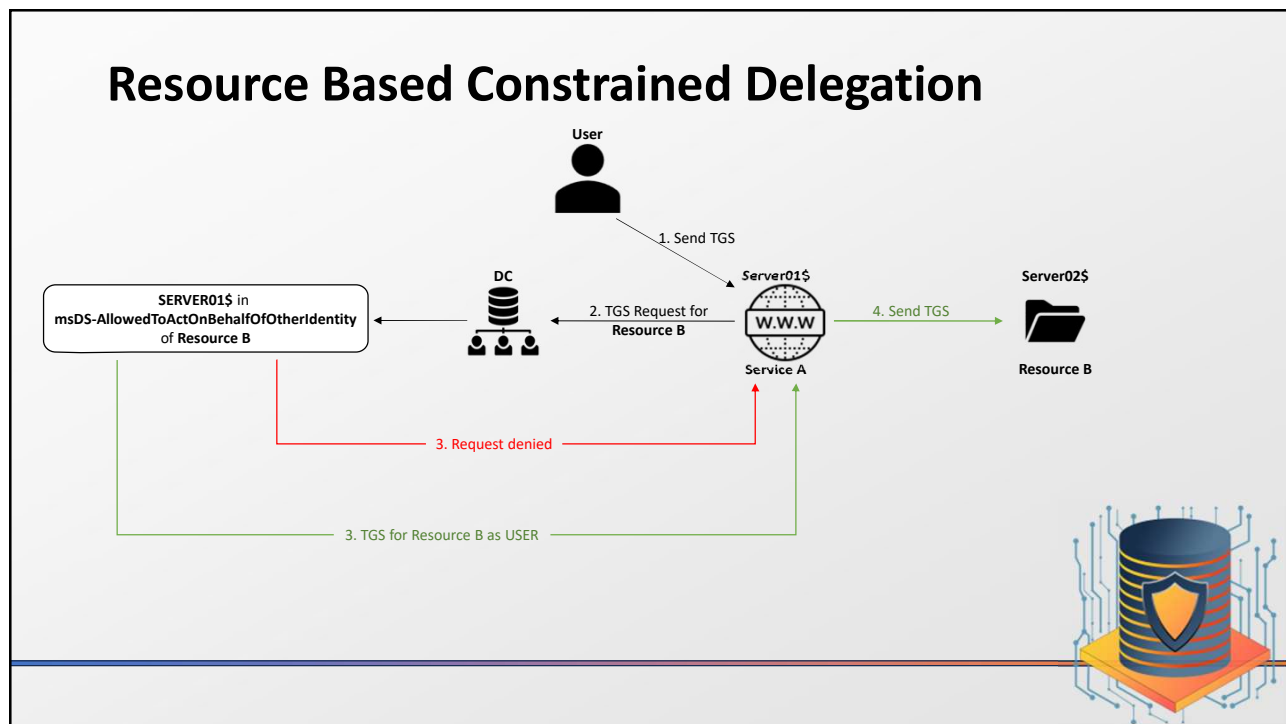 Resource Based Constrained Delegation
User
1. Send TGS
DC
Server01$
Server02$
SERVER01$ in
msDS-AllowedToActOnBehalfOfOtherIdentity
of Resource B
2. TGS Request for
Resource B
W.W.W
4. Send TGS
Service A
Resource B
3. Request denied
3. TGS for Resource B as USER